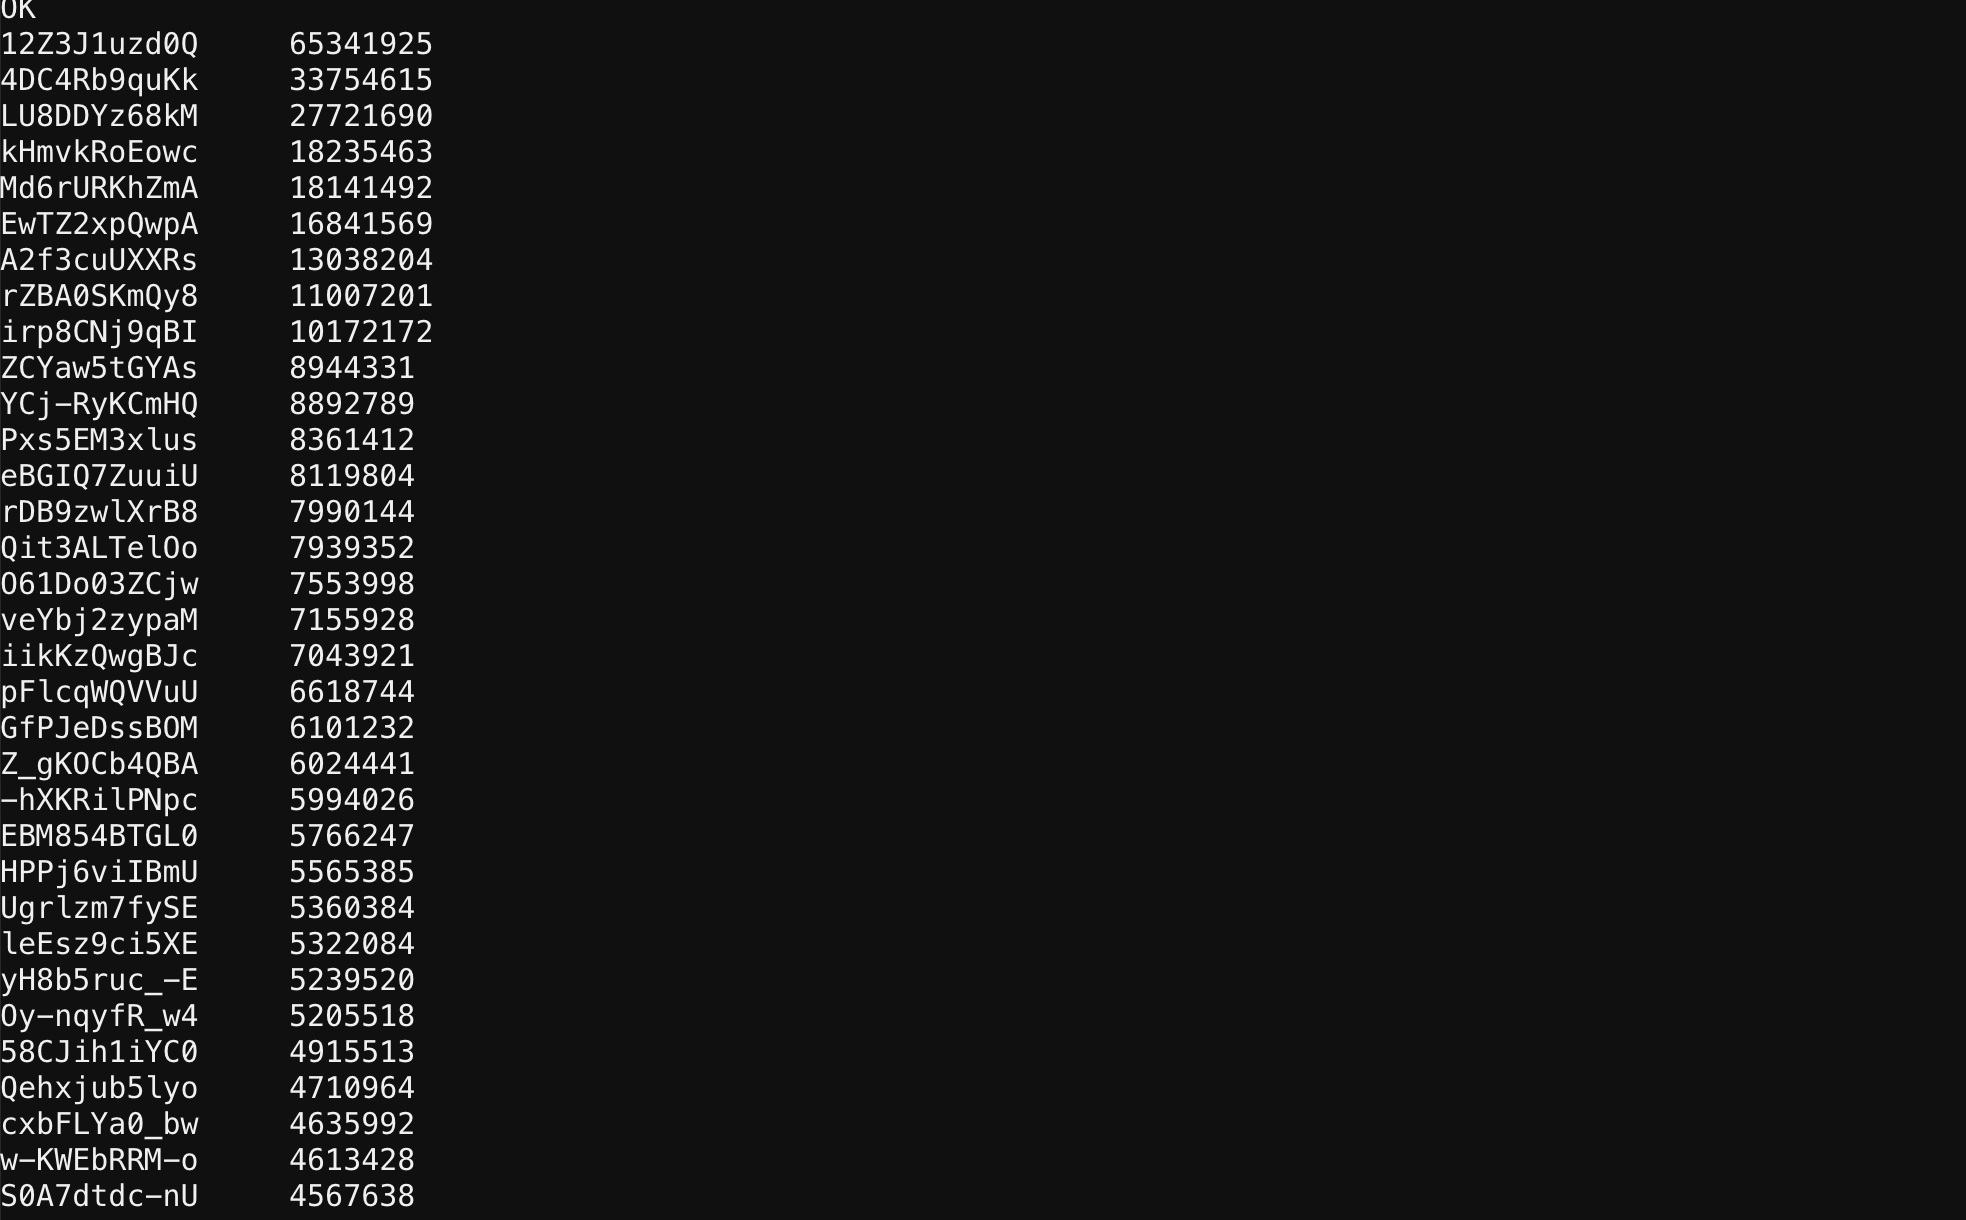 OK
12Z3J1uzd0Q     65341925
4DC4Rb9quKk     33754615
LU8DDYz68kM     27721690
kHmvkRoEowc     18235463
Md6rURKhZmA     18141492
EwTZ2xpQwpA     16841569
A2f3cuUXXRs     13038204
rZBA0SKmQy8     11007201
irp8CNj9qBI     10172172
ZCYaw5tGYAs     8944331
YCj-RyKCmHQ     8892789
Pxs5EM3xlus     8361412
eBGIQ7ZuuiU     8119804
rDB9zwlXrB8     7990144
Qit3ALTelOo     7939352
O61Do03ZCjw     7553998
veYbj2zypaM     7155928
iikKzQwgBJc     7043921
pFlcqWQVVuU     6618744
GfPJeDssBOM     6101232
Z_gKOCb4QBA     6024441
-hXKRilPNpc     5994026
EBM854BTGL0     5766247
HPPj6viIBmU     5565385
Ugrlzm7fySE     5360384
leEsz9ci5XE     5322084
yH8b5ruc_-E     5239520
Oy-nqyfR_w4     5205518
58CJih1iYC0     4915513
Qehxjub5lyo     4710964
cxbFLYa0_bw     4635992
w-KWEbRRM-o     4613428
S0A7dtdc-nU     4567638